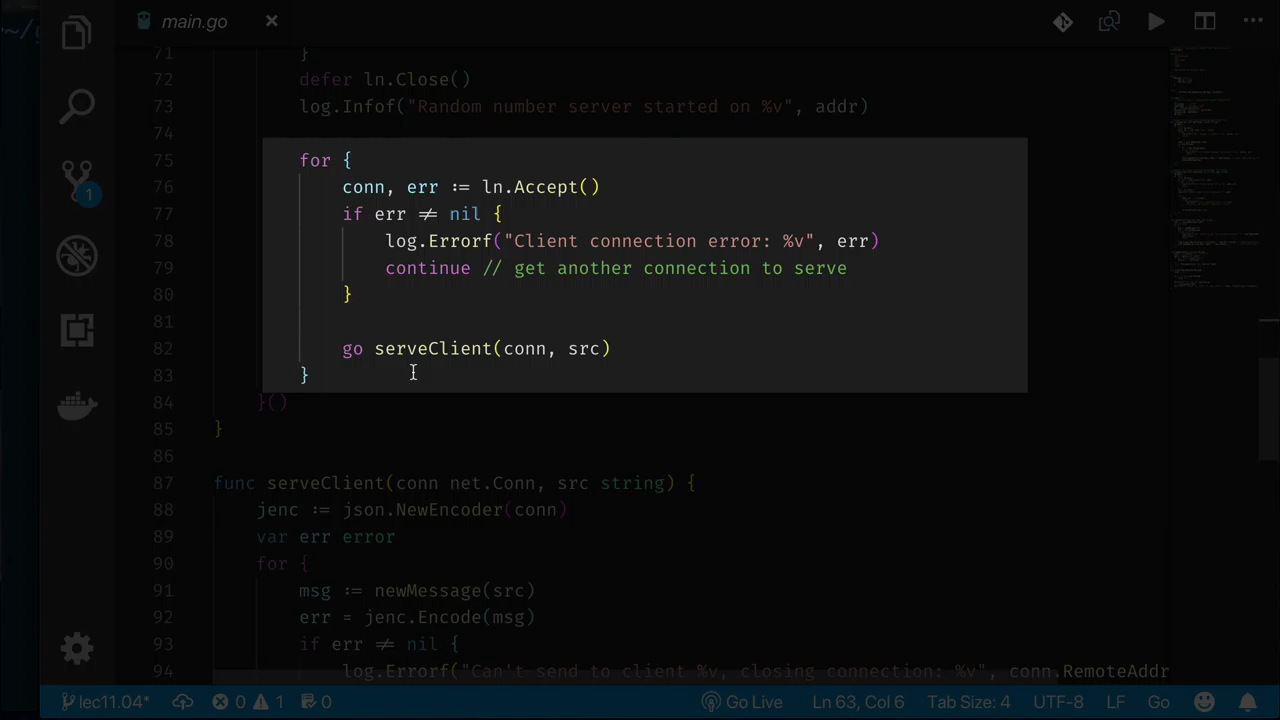 main.go
71 }
72 defer ln.Close()
73 log.Infof("Random number server started on %v", addr)
74
75 for {
76 conn, err := ln.Accept()
77 if err ≠ nil {
78 log.Errorf("Client connection error: %v", err)
79 continue // get another connection to serve
80 }
81
82 go serveClient(conn, src)
83 }
84 }()
85 }
86
87 func serveClient(conn net.Conn, src string) {
88 jenc := json.NewEncoder(conn)
89 var err error
90 for {
91 msg := newMessage(src)
92 err = jenc.Encode(msg)
93 if err ≠ nil {
94 log.Errorf("Can't send to client %v, closing connection: %v", conn.RemoteAddr
1
lec11.04* 0 1 0 Go Live Ln 63, Col 6 Tab Size: 4 UTF-8 LF Go